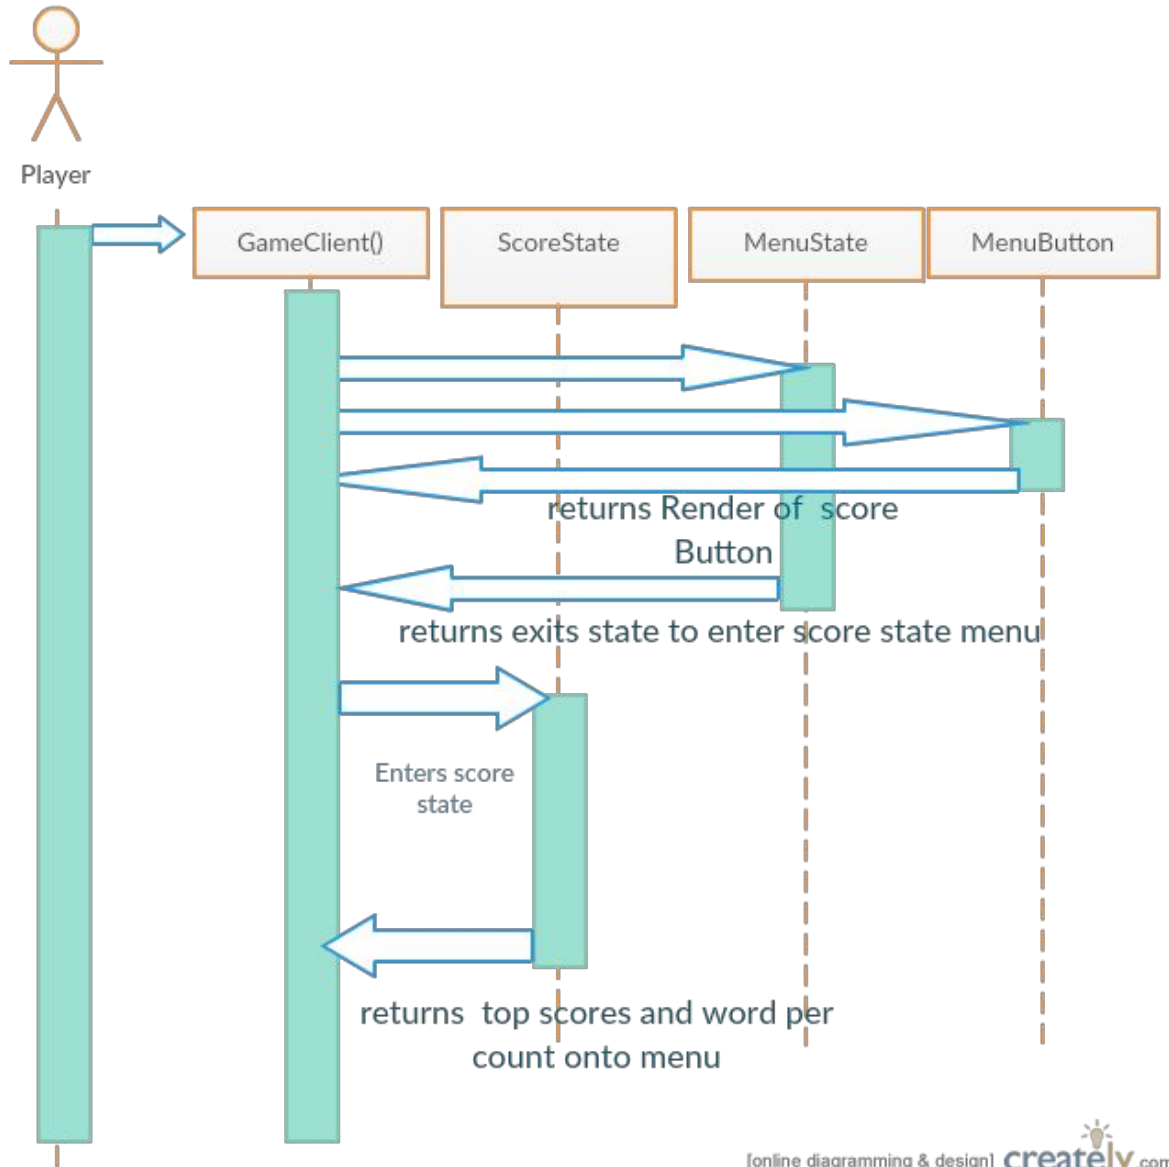 Player
GameClient()
ScoreState
MenuState
MenuButton
returns Render of score
Button
returns exits state to enter score state menu
Enters score
state
returns top scores and word per
count onto menu
[online diagramming & design] creately.com